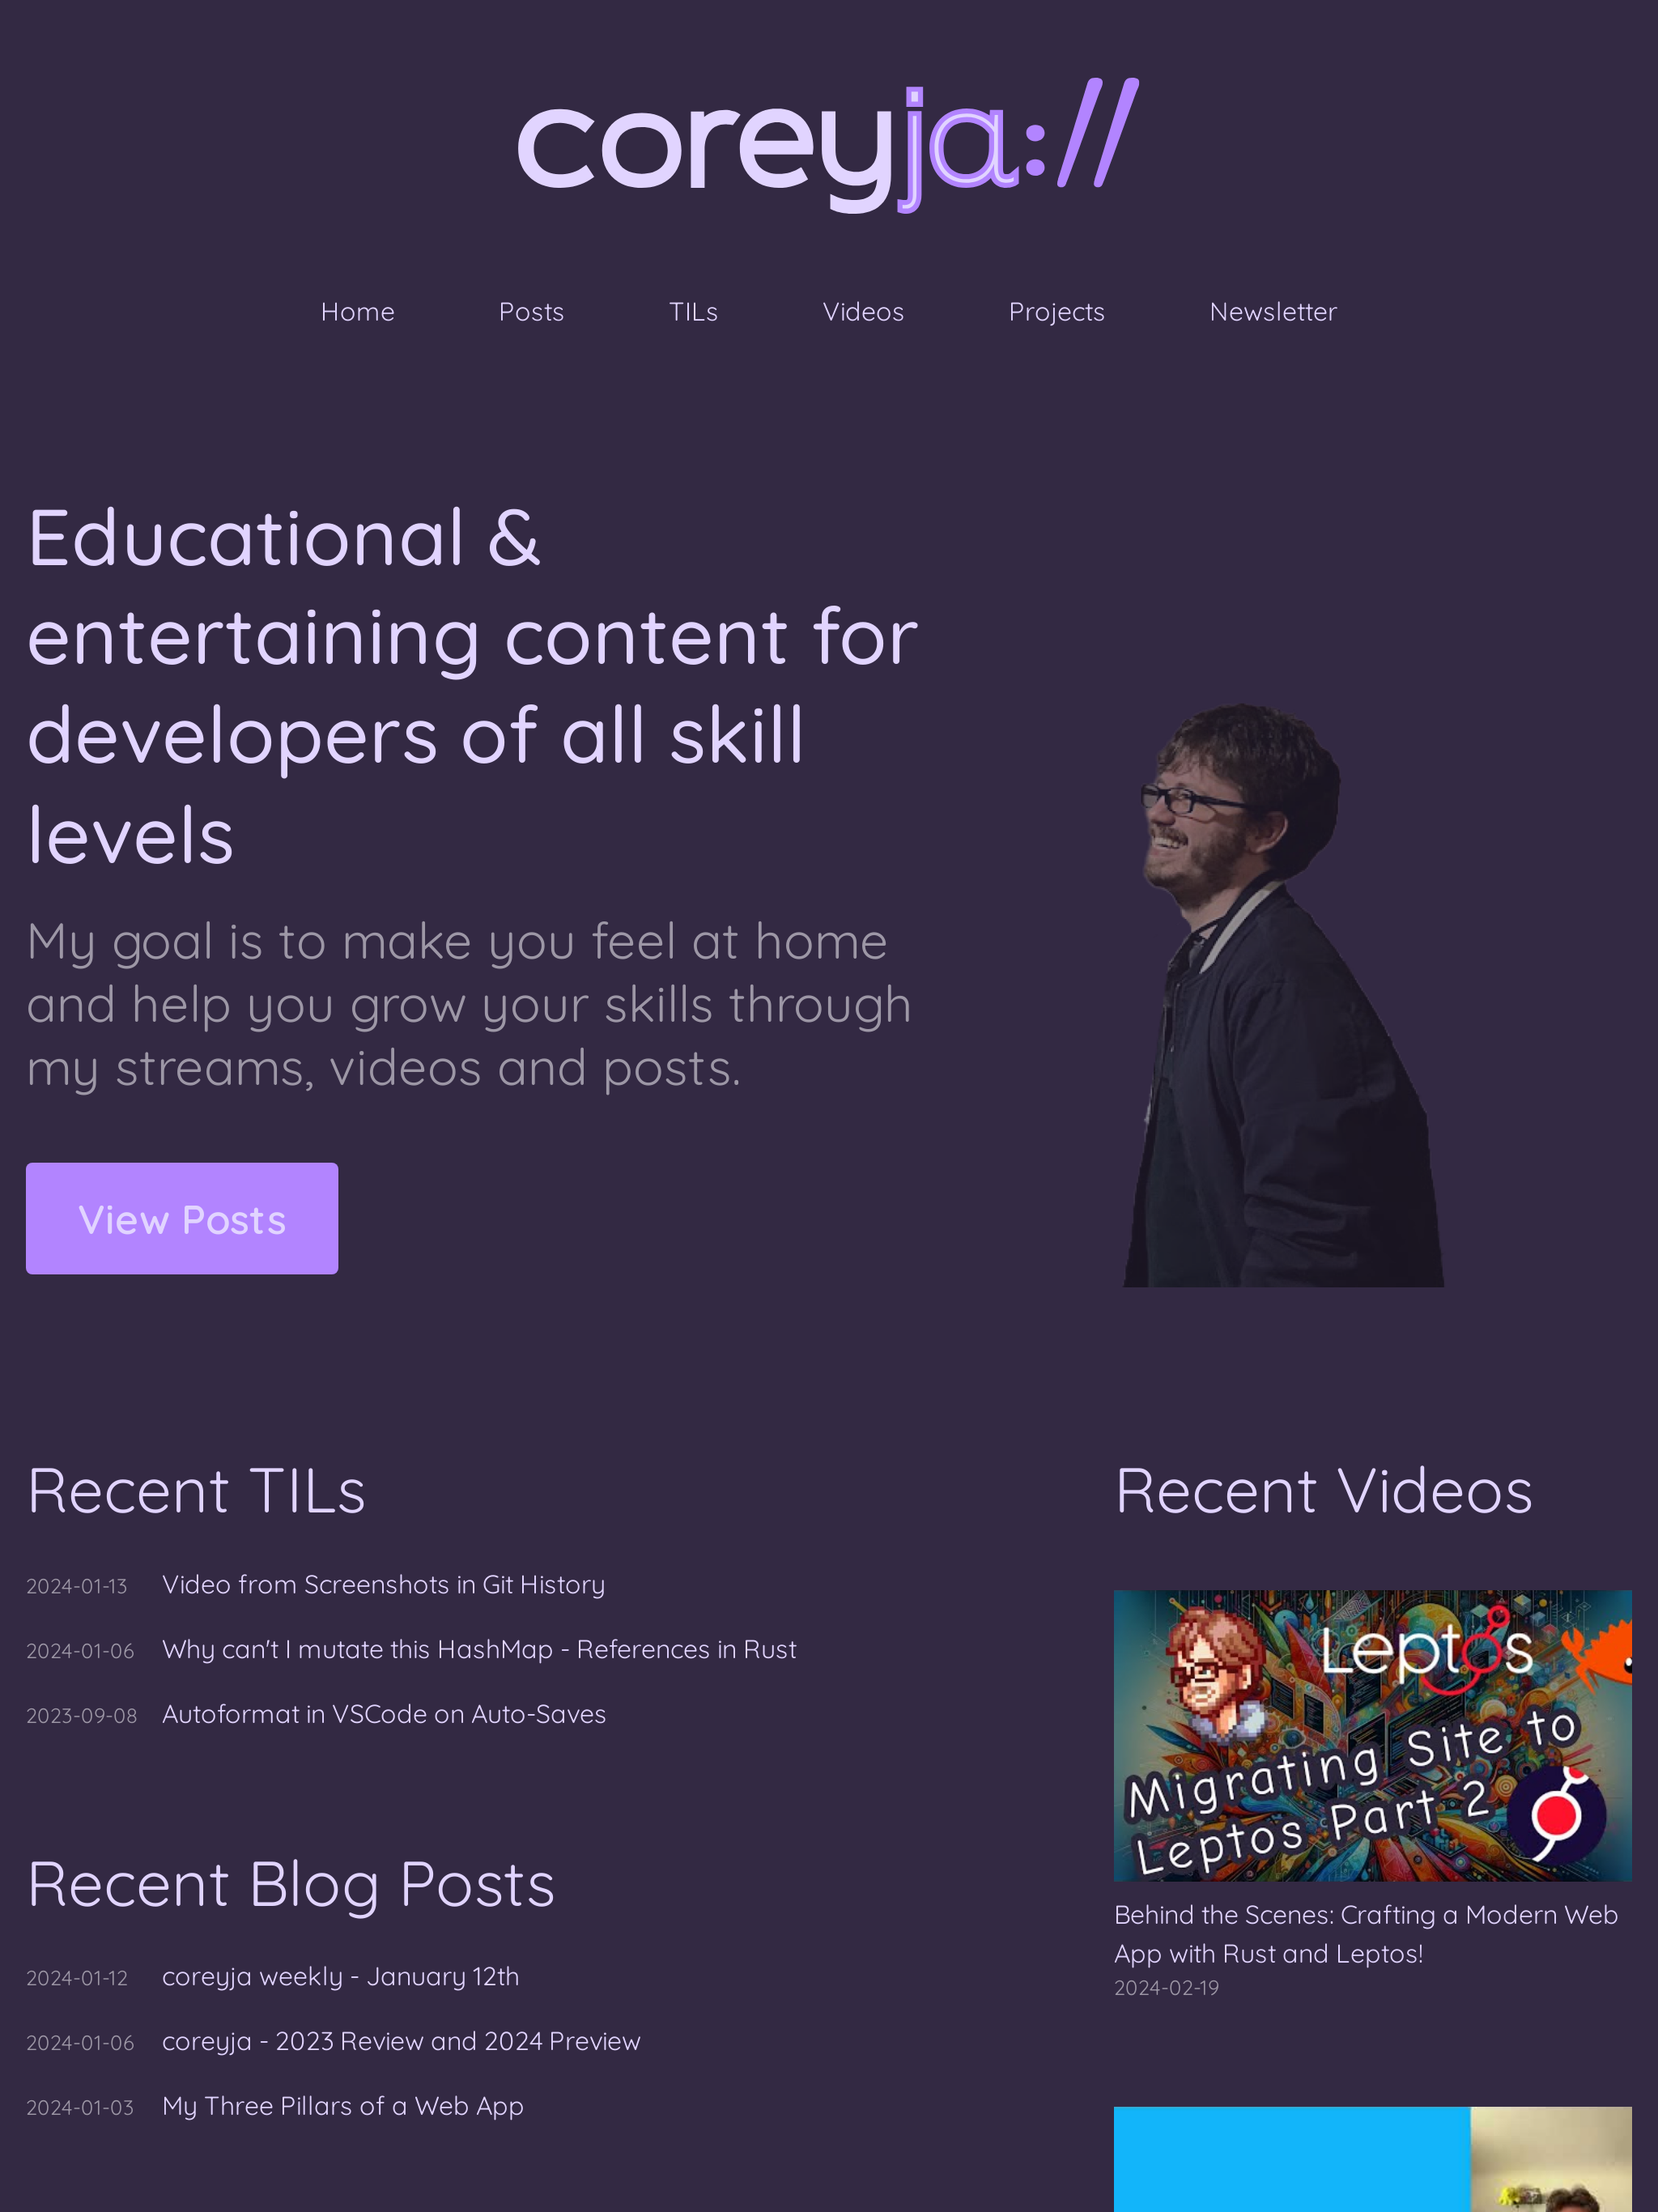 coreyja://
Home Posts TILs Videos Projects Newsletter
Educational &
entertaining content for
developers of all skill
levels
My goal is to make you feel at home
and help you grow your skills through
my streams, videos and posts.
View Posts
Recent TILs
2024-01-13 Video from Screenshots in Git History
2024-01-06 Why can't I mutate this HashMap - References in Rust
2023-09-08 Autoformat in VSCode on Auto-Saves
Recent Blog Posts
2024-01-12 coreyja weekly - January 12th
2024-01-06 coreyja - 2023 Review and 2024 Preview
2024-01-03 My Three Pillars of a Web App
Recent Videos
Leptos
Migrating Site to
Leptos Part 2
Behind the Scenes: Crafting a Modern Web
App with Rust and Leptos!
2024-02-19